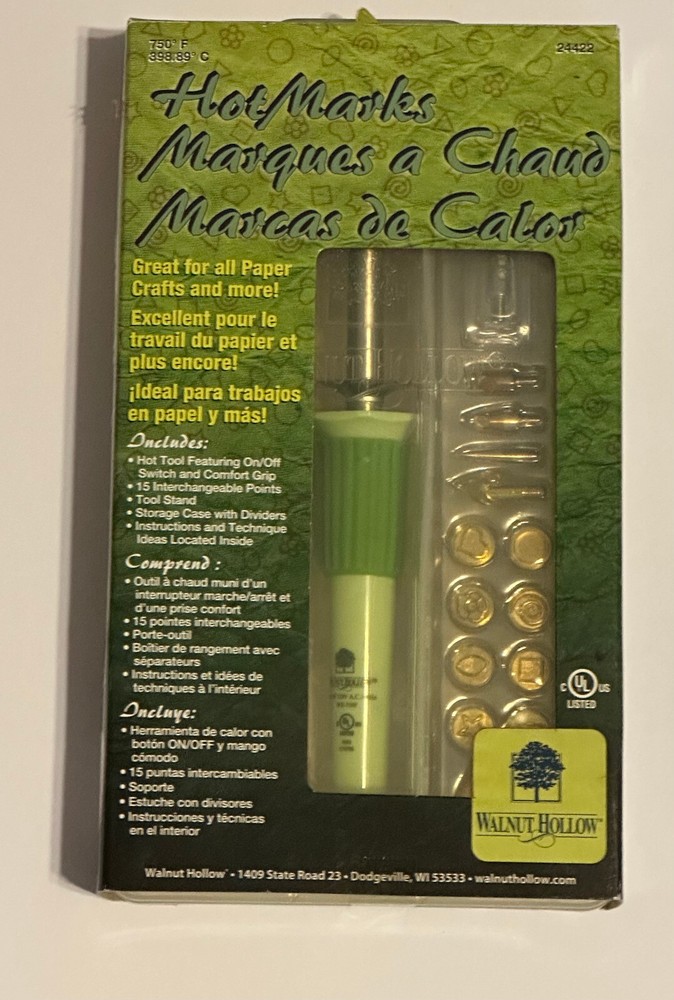 750° F
398.89° C
24422
HotMarks
Marques a Chaud
Marcas de Calor
Great for all Paper
Crafts and more!
Excellent pour le
travail du papier et
plus encore!
¡Ideal para trabajos
en papel y más!
Includes:
• Hot Tool Featuring On/Off
Switch and Comfort Grip
• 15 Interchangeable Points
• Tool Stand
• Storage Case with Dividers
• Instructions and Technique
Ideas Located Inside
Comprend :
• Outil à chaud muni d'un
interrupteur marche/arrêt et
d'une prise confort
• 15 pointes interchangeables
• Porte-outil
• Boîtier de rangement avec
séparateurs
• Instructions et idées de
techniques à l'intérieur
Incluye:
• Herramienta de calor con
botón ON/OFF y mango
cómodo
• 15 puntas intercambiables
• Soporte
• Estuche con divisores
• Instrucciones y técnicas
en el interior
C UL US
LISTED
WALNUT HOLLOW™
Walnut Hollow® • 1409 State Road 23 • Dodgeville, WI 53533 • walnuthollow.com